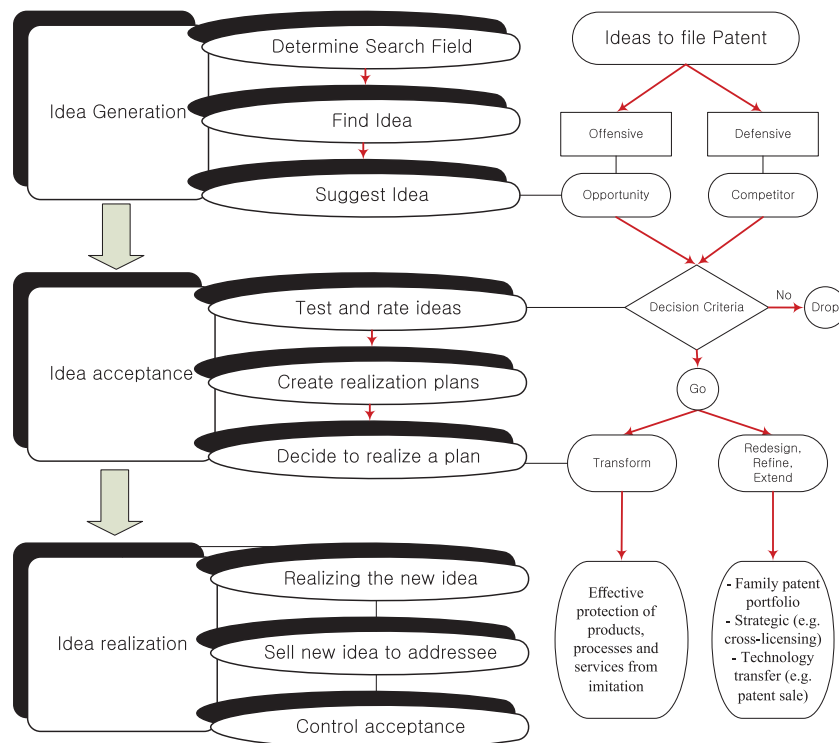 Idea Generation
Determine Search Field
Find Idea
Suggest Idea
Idea acceptance
Test and rate ideas
Create realization plans
Decide to realize a plan
Idea realization
Realizing the new idea
Sell new idea to addressee
Control acceptance
Ideas to file Patent
Offensive
Defensive
Opportunity
Competitor
Decision Criteria
No
Drop
Go
Transform
Redesign,
Refine,
Extend
Effective
protection of
products,
processes and
services from
imitation
- Family patent
portfolio
- Strategic (e.g.
cross-licensing)
- Technology
transfer (e.g.
patent sale)